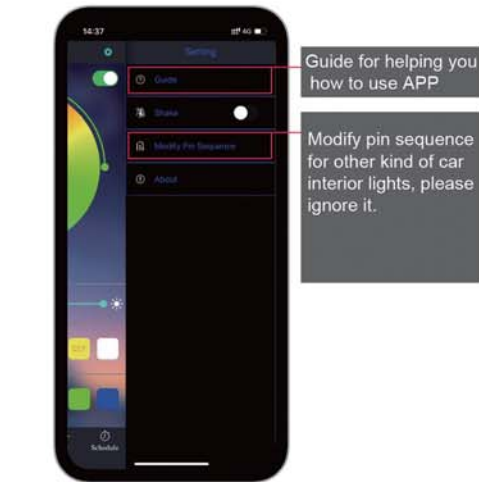 14:37
4G
Setting
Guide
Shake
Modify Pin Sequence
About
DIY
Schedule
Guide for helping you
how to use APP
Modify pin sequence
for other kind of car
interior lights, please
ignore it.